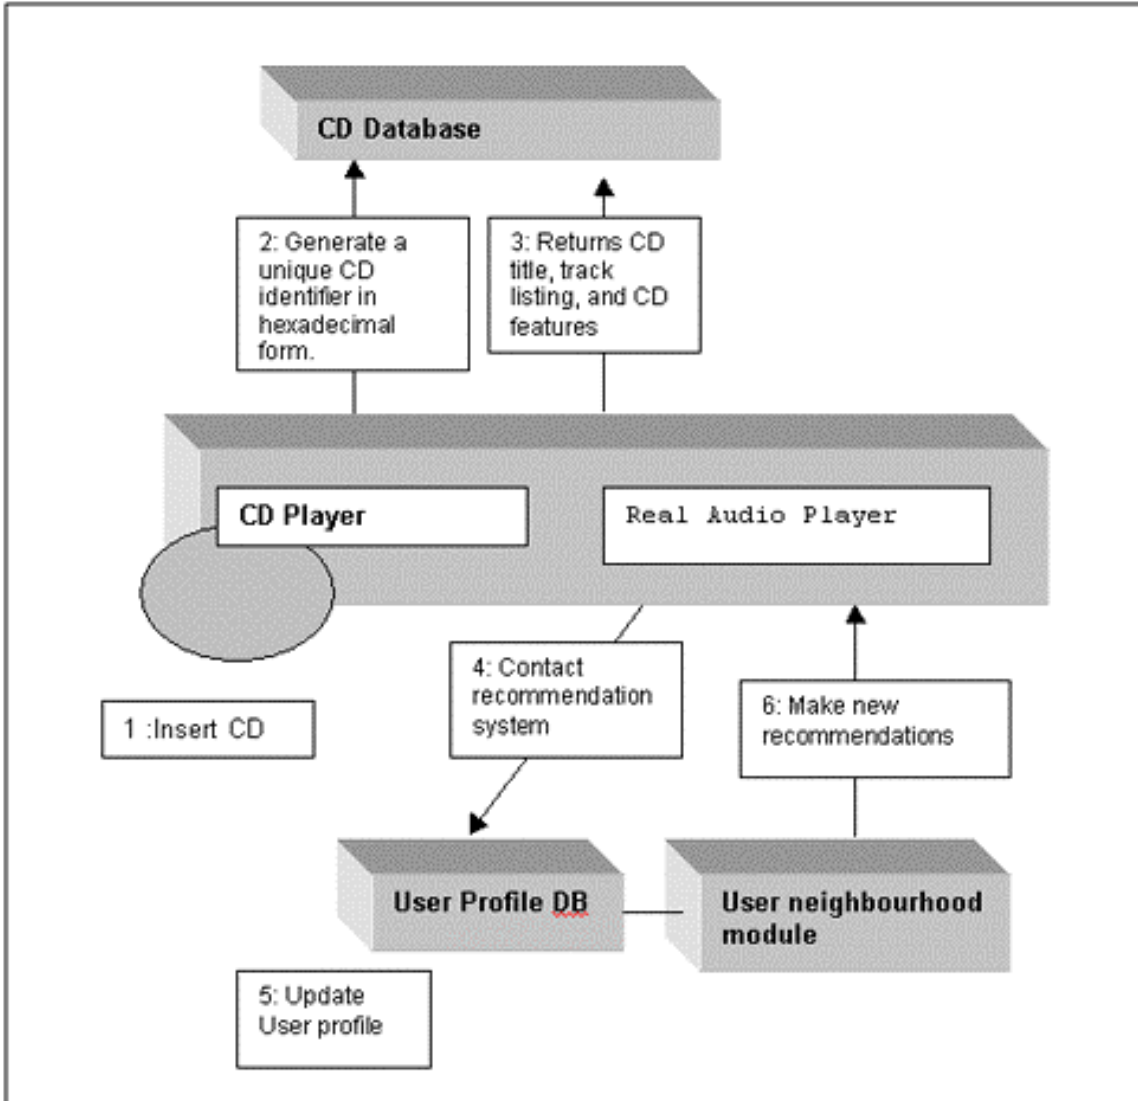 CD Database
2: Generate a
unique CD
identifier in
hexadecimal
form.
3: Returns CD
title, track
listing, and CD
features
CD Player
Real Audio Player
1 :Insert CD
4: Contact
recommendation
system
6: Make new
recommendations
User Profile DB
User neighbourhood
module
5: Update
User profile